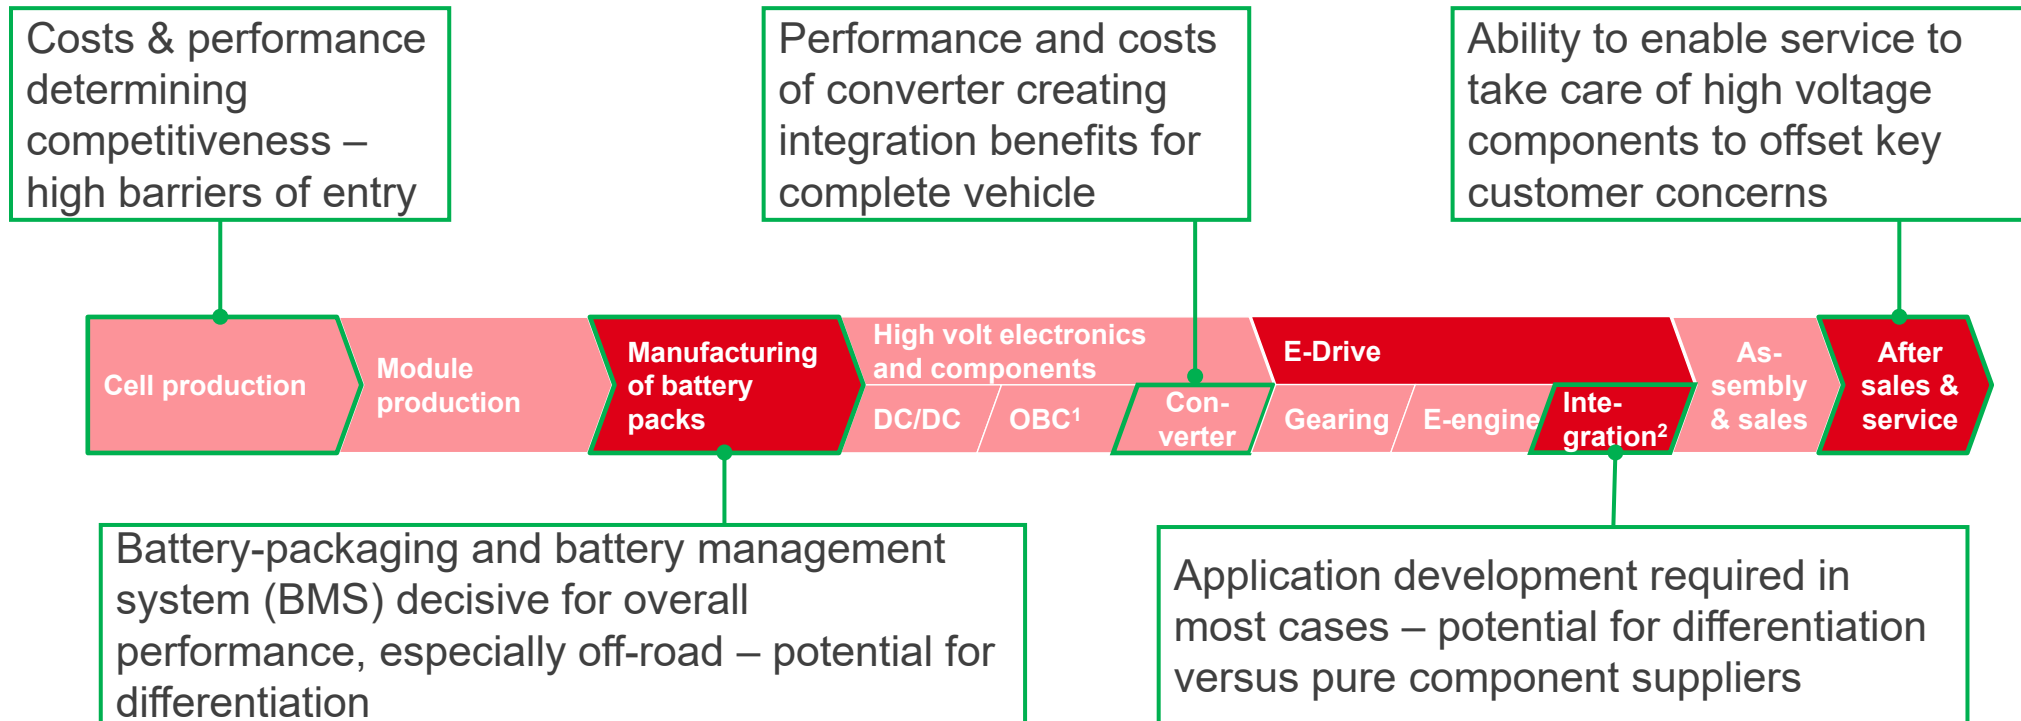 Costs & performance
determining
competitiveness –
high barriers of entry
Performance and costs
of converter creating
integration benefits for
complete vehicle
Ability to enable service to
take care of high voltage
components to offset key
customer concerns
Cell production
Module
production
Manufacturing
of battery
packs
High volt electronics
and components
DC/DC
OBC¹
Con-
verter
E-Drive
Gearing
E-engine
Inte-
gration²
As-
sembly
& sales
After
sales &
service
Battery-packaging and battery management
system (BMS) decisive for overall
performance, especially off-road – potential for
differentiation
Application development required in
most cases – potential for differentiation
versus pure component suppliers